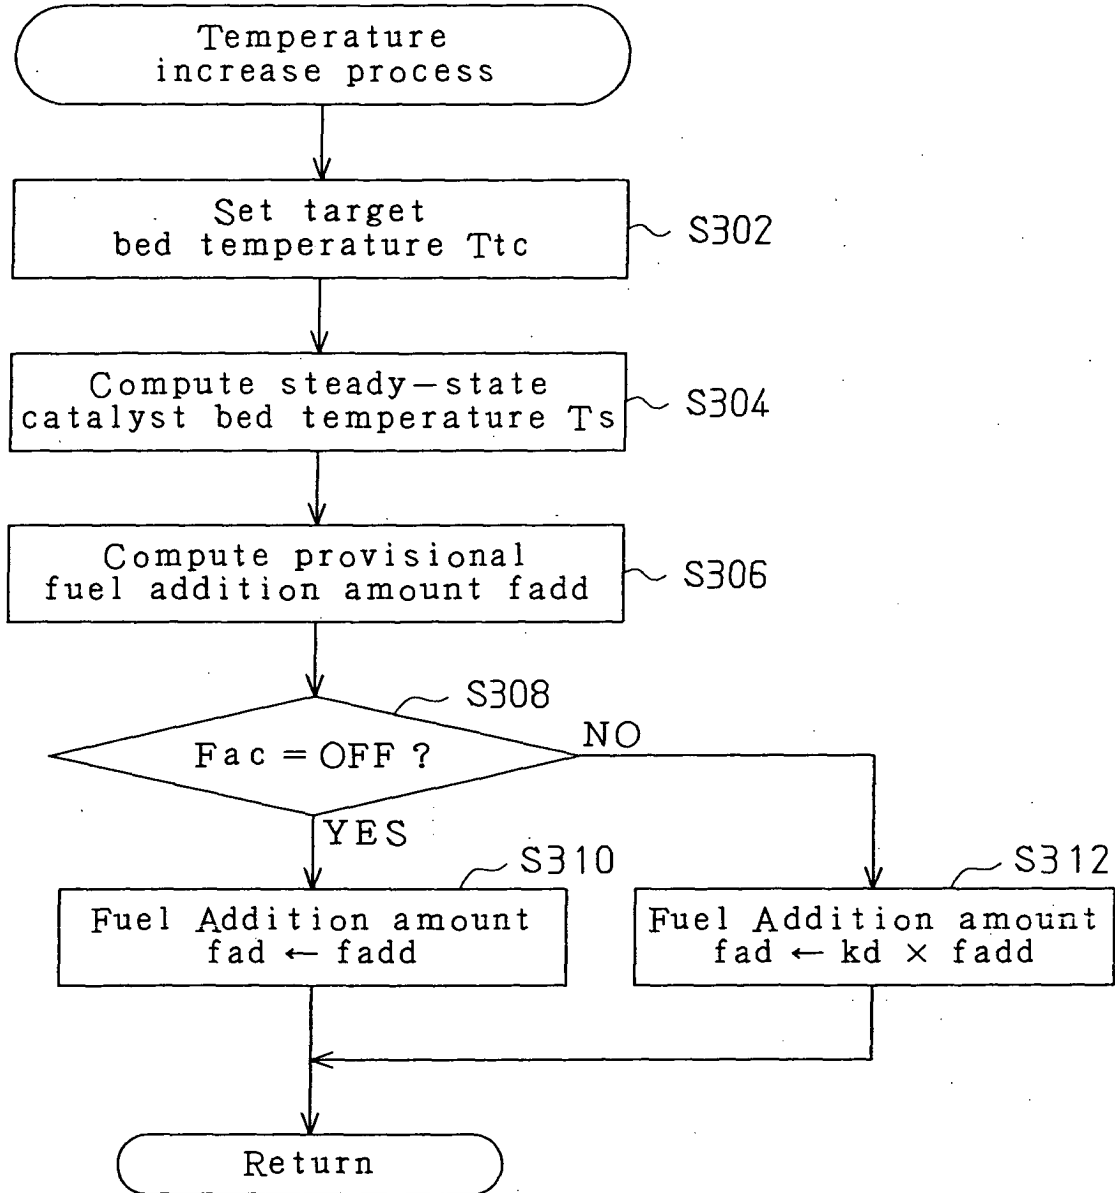 Temperature
increase process
Set target
bed temperature Ttc
S302
Compute steady-state
catalyst bed temperature Ts
S304
Compute provisional
fuel addition amount fadd
S306
S308
Fac = OFF ?
NO
YES
S310
S312
Fuel Addition amount
fad ← fadd
Fuel Addition amount
fad ← kd × fadd
Return